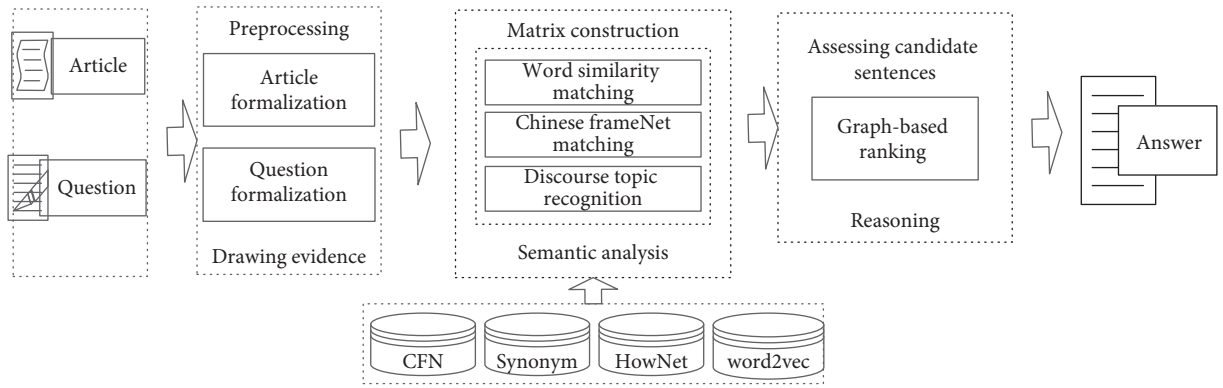 Article
Question
Preprocessing
Article
formalization
Question
formalization
Drawing evidence
Matrix construction
Word similarity
matching
Chinese frameNet
matching
Discourse topic
recognition
Semantic analysis
Assessing candidate
sentences
Graph-based
ranking
Reasoning
Answer
CFN
Synonym
HowNet
word2vec